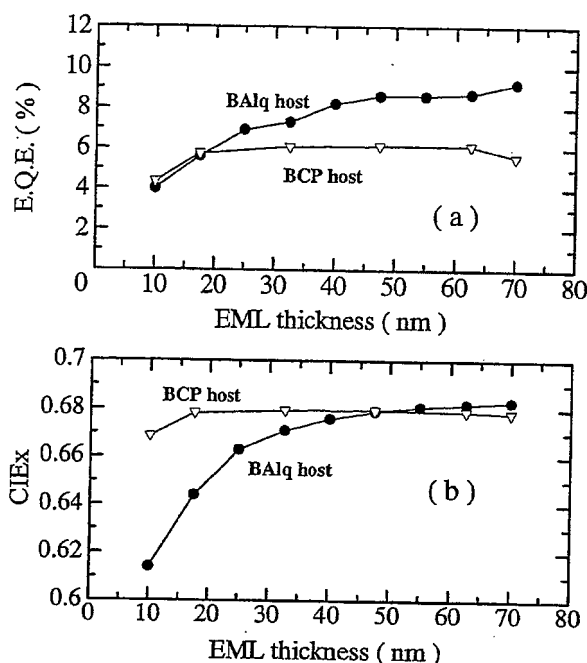 12
10
8
6
4
2
0
E.Q.E. (%)
BAlq host
BCP host
(a)
10 20 30 40 50 60 70 80
EML thickness (nm)
0.7
0.68
0.66
0.64
0.62
0.6
CIEx
BCP host
BAlq host
(b)
0 10 20 30 40 50 60 70 80
EML thickness (nm)